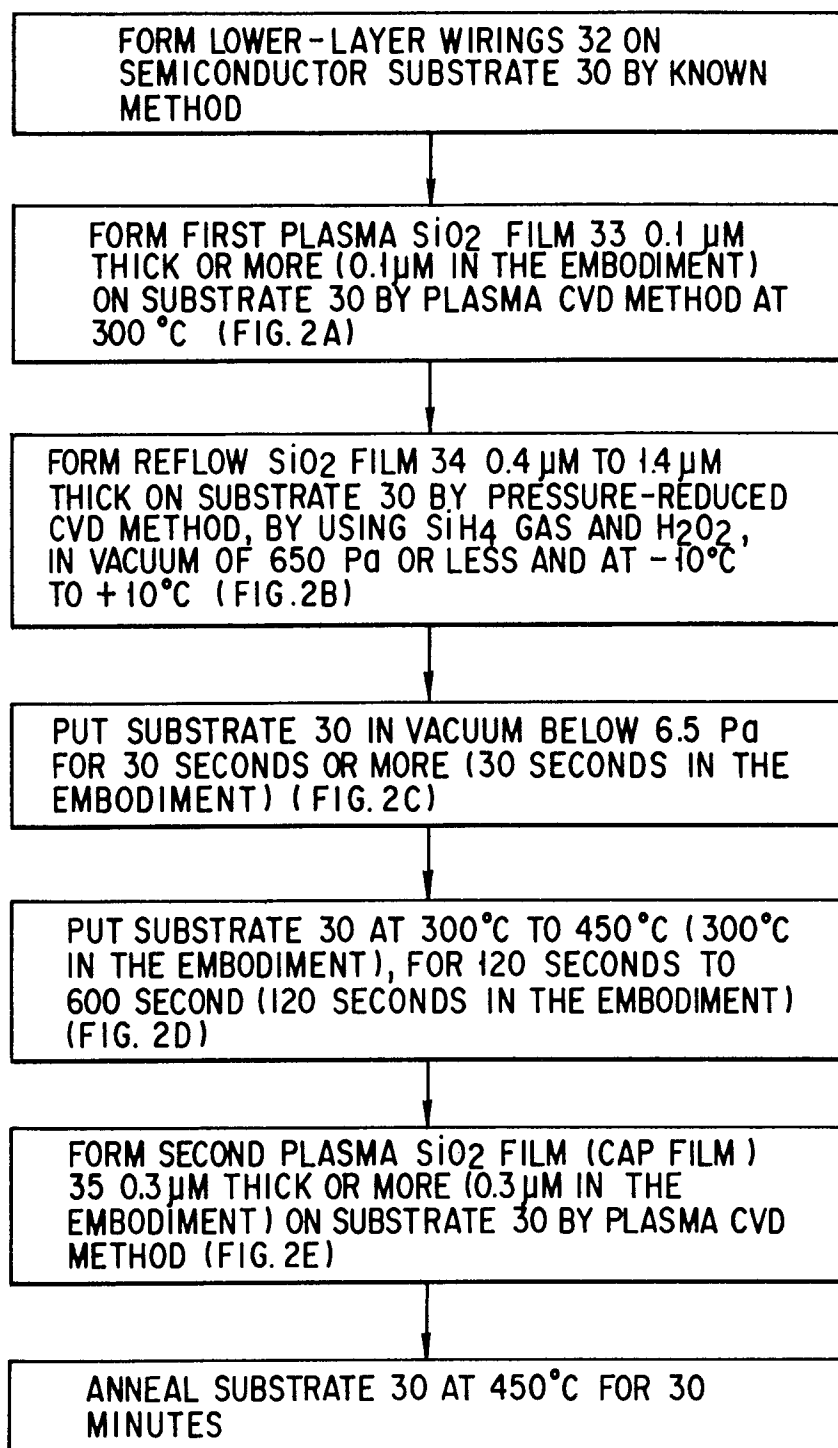 FORM LOWER-LAYER WIRINGS 32 ON
SEMICONDUCTOR SUBSTRATE 30 BY KNOWN
METHOD
FORM FIRST PLASMA SiO2 FILM 33 0.1 µM
THICK OR MORE (0.1µM IN THE EMBODIMENT)
ON SUBSTRATE 30 BY PLASMA CVD METHOD AT
300°C (FIG.2A)
FORM REFLOW SiO2 FILM 34 0.4µM TO 1.4µM
THICK ON SUBSTRATE 30 BY PRESSURE-REDUCED
CVD METHOD, BY USING SiH4 GAS AND H2O2,
IN VACUUM OF 650 Pa OR LESS AND AT -10°C
TO +10°C (FIG.2B)
PUT SUBSTRATE 30 IN VACUUM BELOW 6.5 Pa
FOR 30 SECONDS OR MORE (30 SECONDS IN THE
EMBODIMENT) (FIG.2C)
PUT SUBSTRATE 30 AT 300°C TO 450°C (300°C
IN THE EMBODIMENT), FOR 120 SECONDS TO
600 SECOND (120 SECONDS IN THE EMBODIMENT)
(FIG. 2D)
FORM SECOND PLASMA SiO2 FILM (CAP FILM)
35 0.3µM THICK OR MORE (0.3µM IN THE
EMBODIMENT) ON SUBSTRATE 30 BY PLASMA CVD
METHOD (FIG.2E)
ANNEAL SUBSTRATE 30 AT 450°C FOR 30
MINUTES